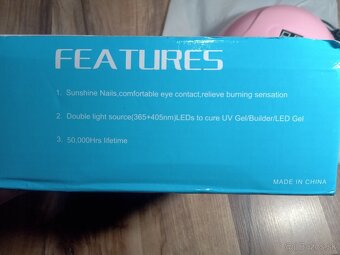 FEATURES
1. Sunshine Naiis,comfortable eye contact,relieve burning sensation
2. Double light source(365+405nm)LEDs to cure UV Gel/Builder/LED Gel
3. 50,000Hrs lifetime
MADE IN CHINA